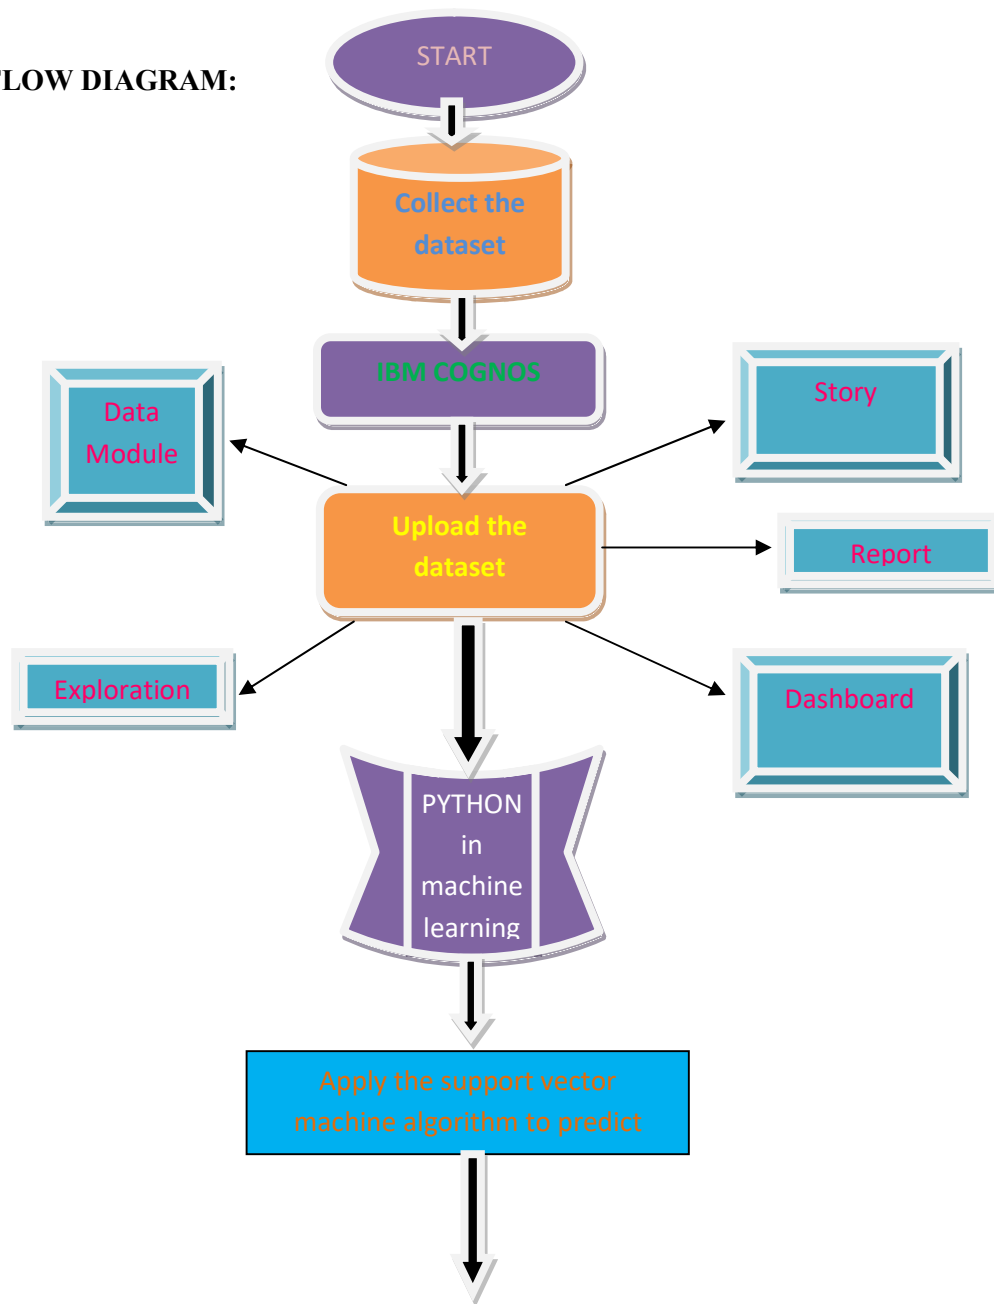 START
FLOW DIAGRAM:
Collect the
dataset
IBM COGNOS
Data
Module
Story
Upload the
dataset
Report
Exploration
Dashboard
PYTHON
in
machine
learning
Apply the support vector
machine algorithm to predict